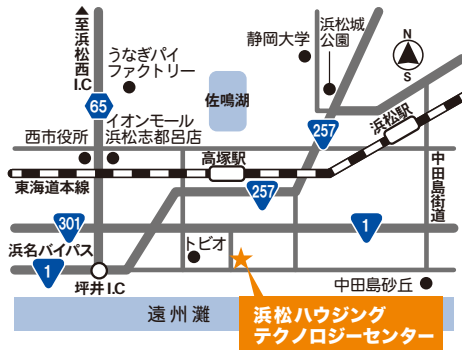 ▲至浜松西I.C
うなぎパイ
ファクトリー
静岡大学
浜松城
公園
N
S
佐鳴湖
65
イオンモール
浜松志都呂店
西市役所
257
浜松駅
高塚駅
東海道本線
257
中田島街道
301
1
浜名バイパス
1
トビオ
坪井I.C
中田島砂丘
遠州灘
浜松ハウジング
テクノロジーセンター